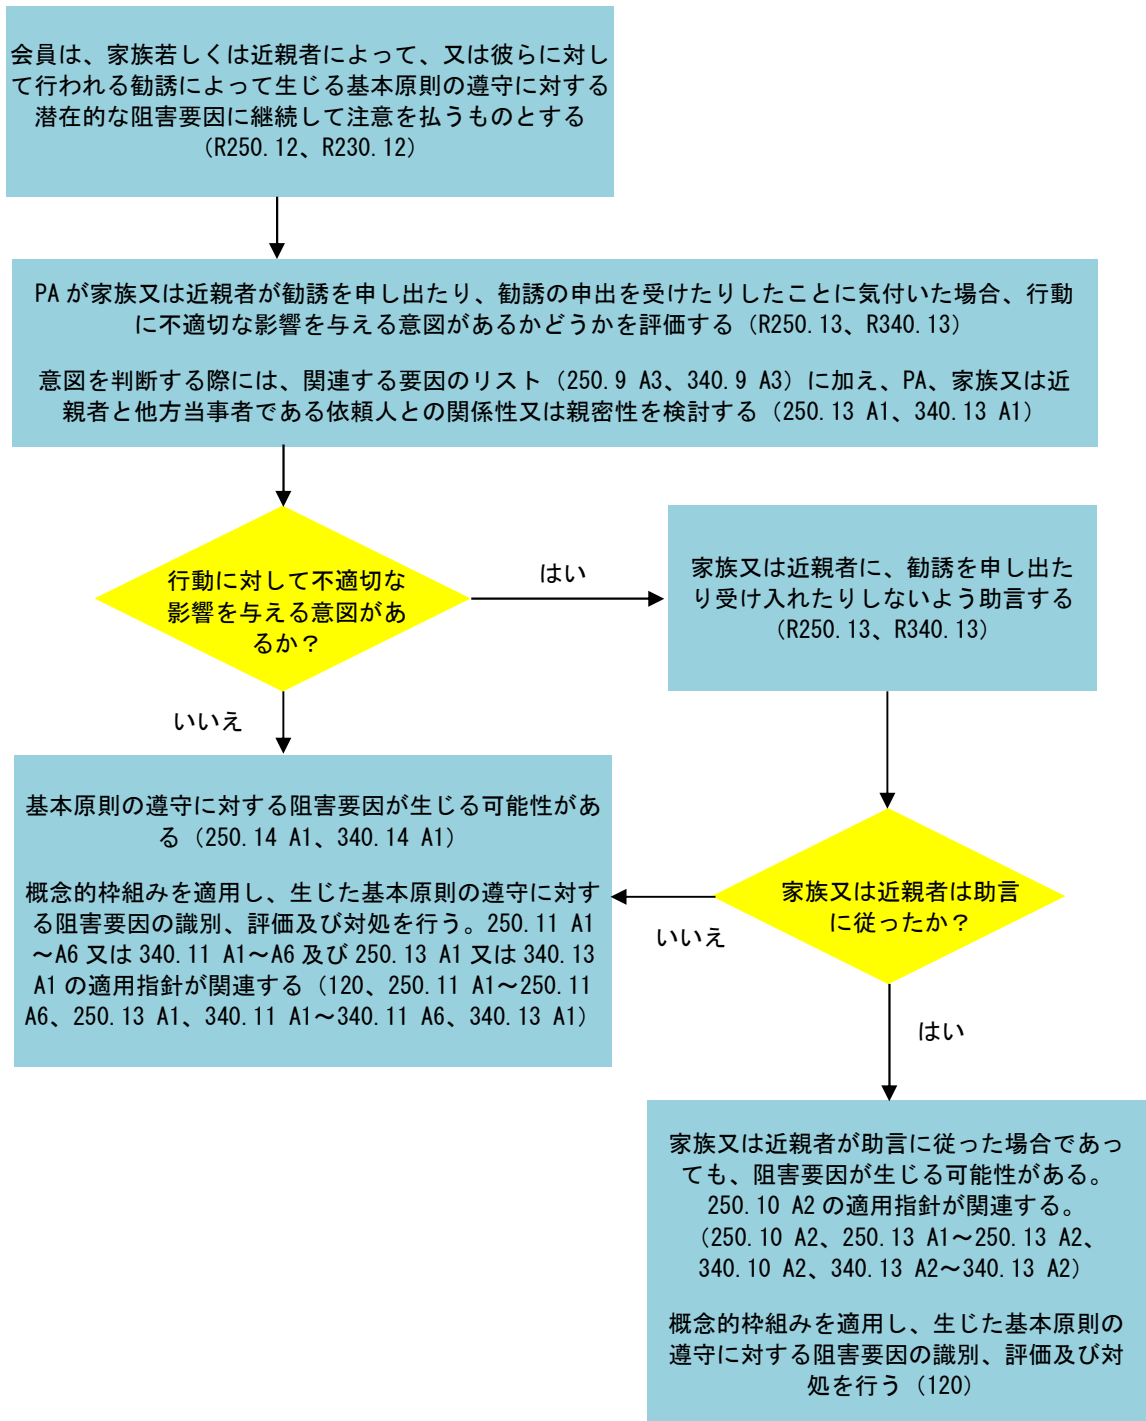 会員は、家族若しくは近親者によって、又は彼らに対し
て行われる勧誘によって生じる基本原則の遵守に対する
潜在的な阻害要因に継続して注意を払うものとする
（R250.12、R230.12）
PA が家族又は近親者が勧誘を申し出たり、勧誘の申出を受けたりしたことに気付いた場合、行動
に不適切な影響を与える意図があるかどうかを評価する（R250.13、R340.13）
意図を判断する際には、関連する要因のリスト（250.9 A3、340.9 A3）に加え、PA、家族又は近
親者と他方当事者である依頼人との関係性又は親密性を検討する（250.13 A1、340.13 A1）
行動に対して不適切な
影響を与える意図があ
るか？
はい
家族又は近親者に、勧誘を申し出た
り受け入れたりしないよう助言する
（R250.13、R340.13）
いいえ
基本原則の遵守に対する阻害要因が生じる可能性があ
る（250.14 A1、340.14 A1）
概念的枠組みを適用し、生じた基本原則の遵守に対す
る阻害要因の識別、評価及び対処を行う。250.11 A1
～A6 又は 340.11 A1～A6 及び 250.13 A1 又は 340.13
A1 の適用指針が関連する（120、250.11 A1～250.11
A6、250.13 A1、340.11 A1～340.11 A6、340.13 A1）
家族又は近親者は助言
に従ったか？
いいえ
はい
家族又は近親者が助言に従った場合であっ
ても、阻害要因が生じる可能性がある。
250.10 A2 の適用指針が関連する。
（250.10 A2、250.13 A1～250.13 A2、
340.10 A2、340.13 A2～340.13 A2）
概念的枠組みを適用し、生じた基本原則の
遵守に対する阻害要因の識別、評価及び対
処を行う（120）